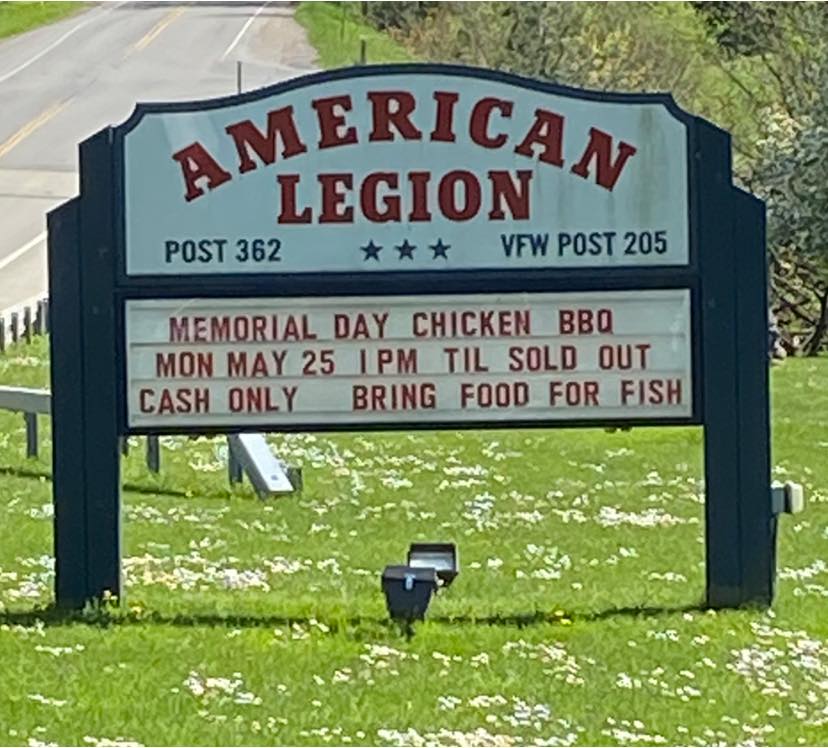 AMERICAN
LEGION
POST 362 ★★★ VFW POST 205
MEMORIAL DAY CHICKEN BBQ
MON MAY 25 1PM TIL SOLD OUT
CASH ONLY BRING FOOD FOR FISH